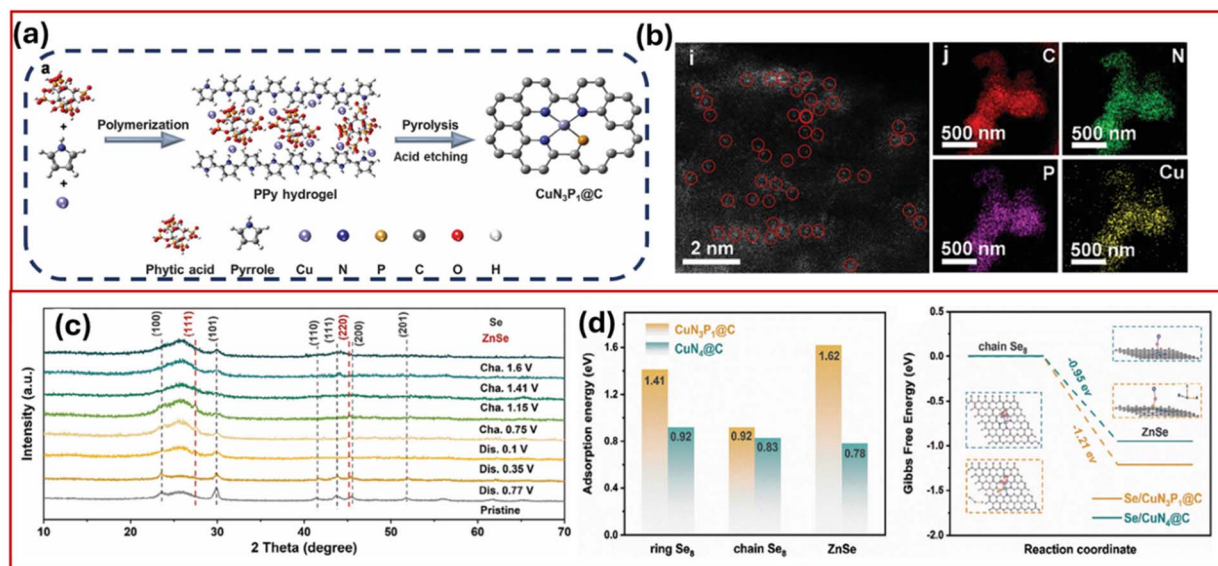 (a)
a
+
+
Polymerization
PPy hydrogel
Pyrolysis
Acid etching
CuN₃P₁@C
Phytic acid
Pyrrole
Cu
N
P
C
O
H
(b)
i
2 nm
j
C
500 nm
N
500 nm
P
500 nm
Cu
500 nm
(c)
Intensity (a.u.)
(100)
(111)
(101)
(110)
(111)
(220)
(200)
(201)
Se
ZnSe
Cha. 1.6 V
Cha. 1.41 V
Cha. 1.15 V
Cha. 0.75 V
Dis. 0.1 V
Dis. 0.35 V
Dis. 0.77 V
Pristine
10 20 30 40 50 60 70
2 Theta (degree)
(d)
Adsorption energy (eV)
1.6
1.2
0.8
0.4
0.0
CuN₃P₁@C
CuN₄@C
1.41
0.92
0.92
0.83
1.62
0.78
ring Se₈
chain Se₈
ZnSe
Gibbs Free Energy (eV)
0.5
0.0
-0.5
-1.0
-1.5
-2.0
chain Se₈
-0.95 ev
-1.21 ev
ZnSe
Se/CuN₃P₁@C
Se/CuN₄@C
Reaction coordinate